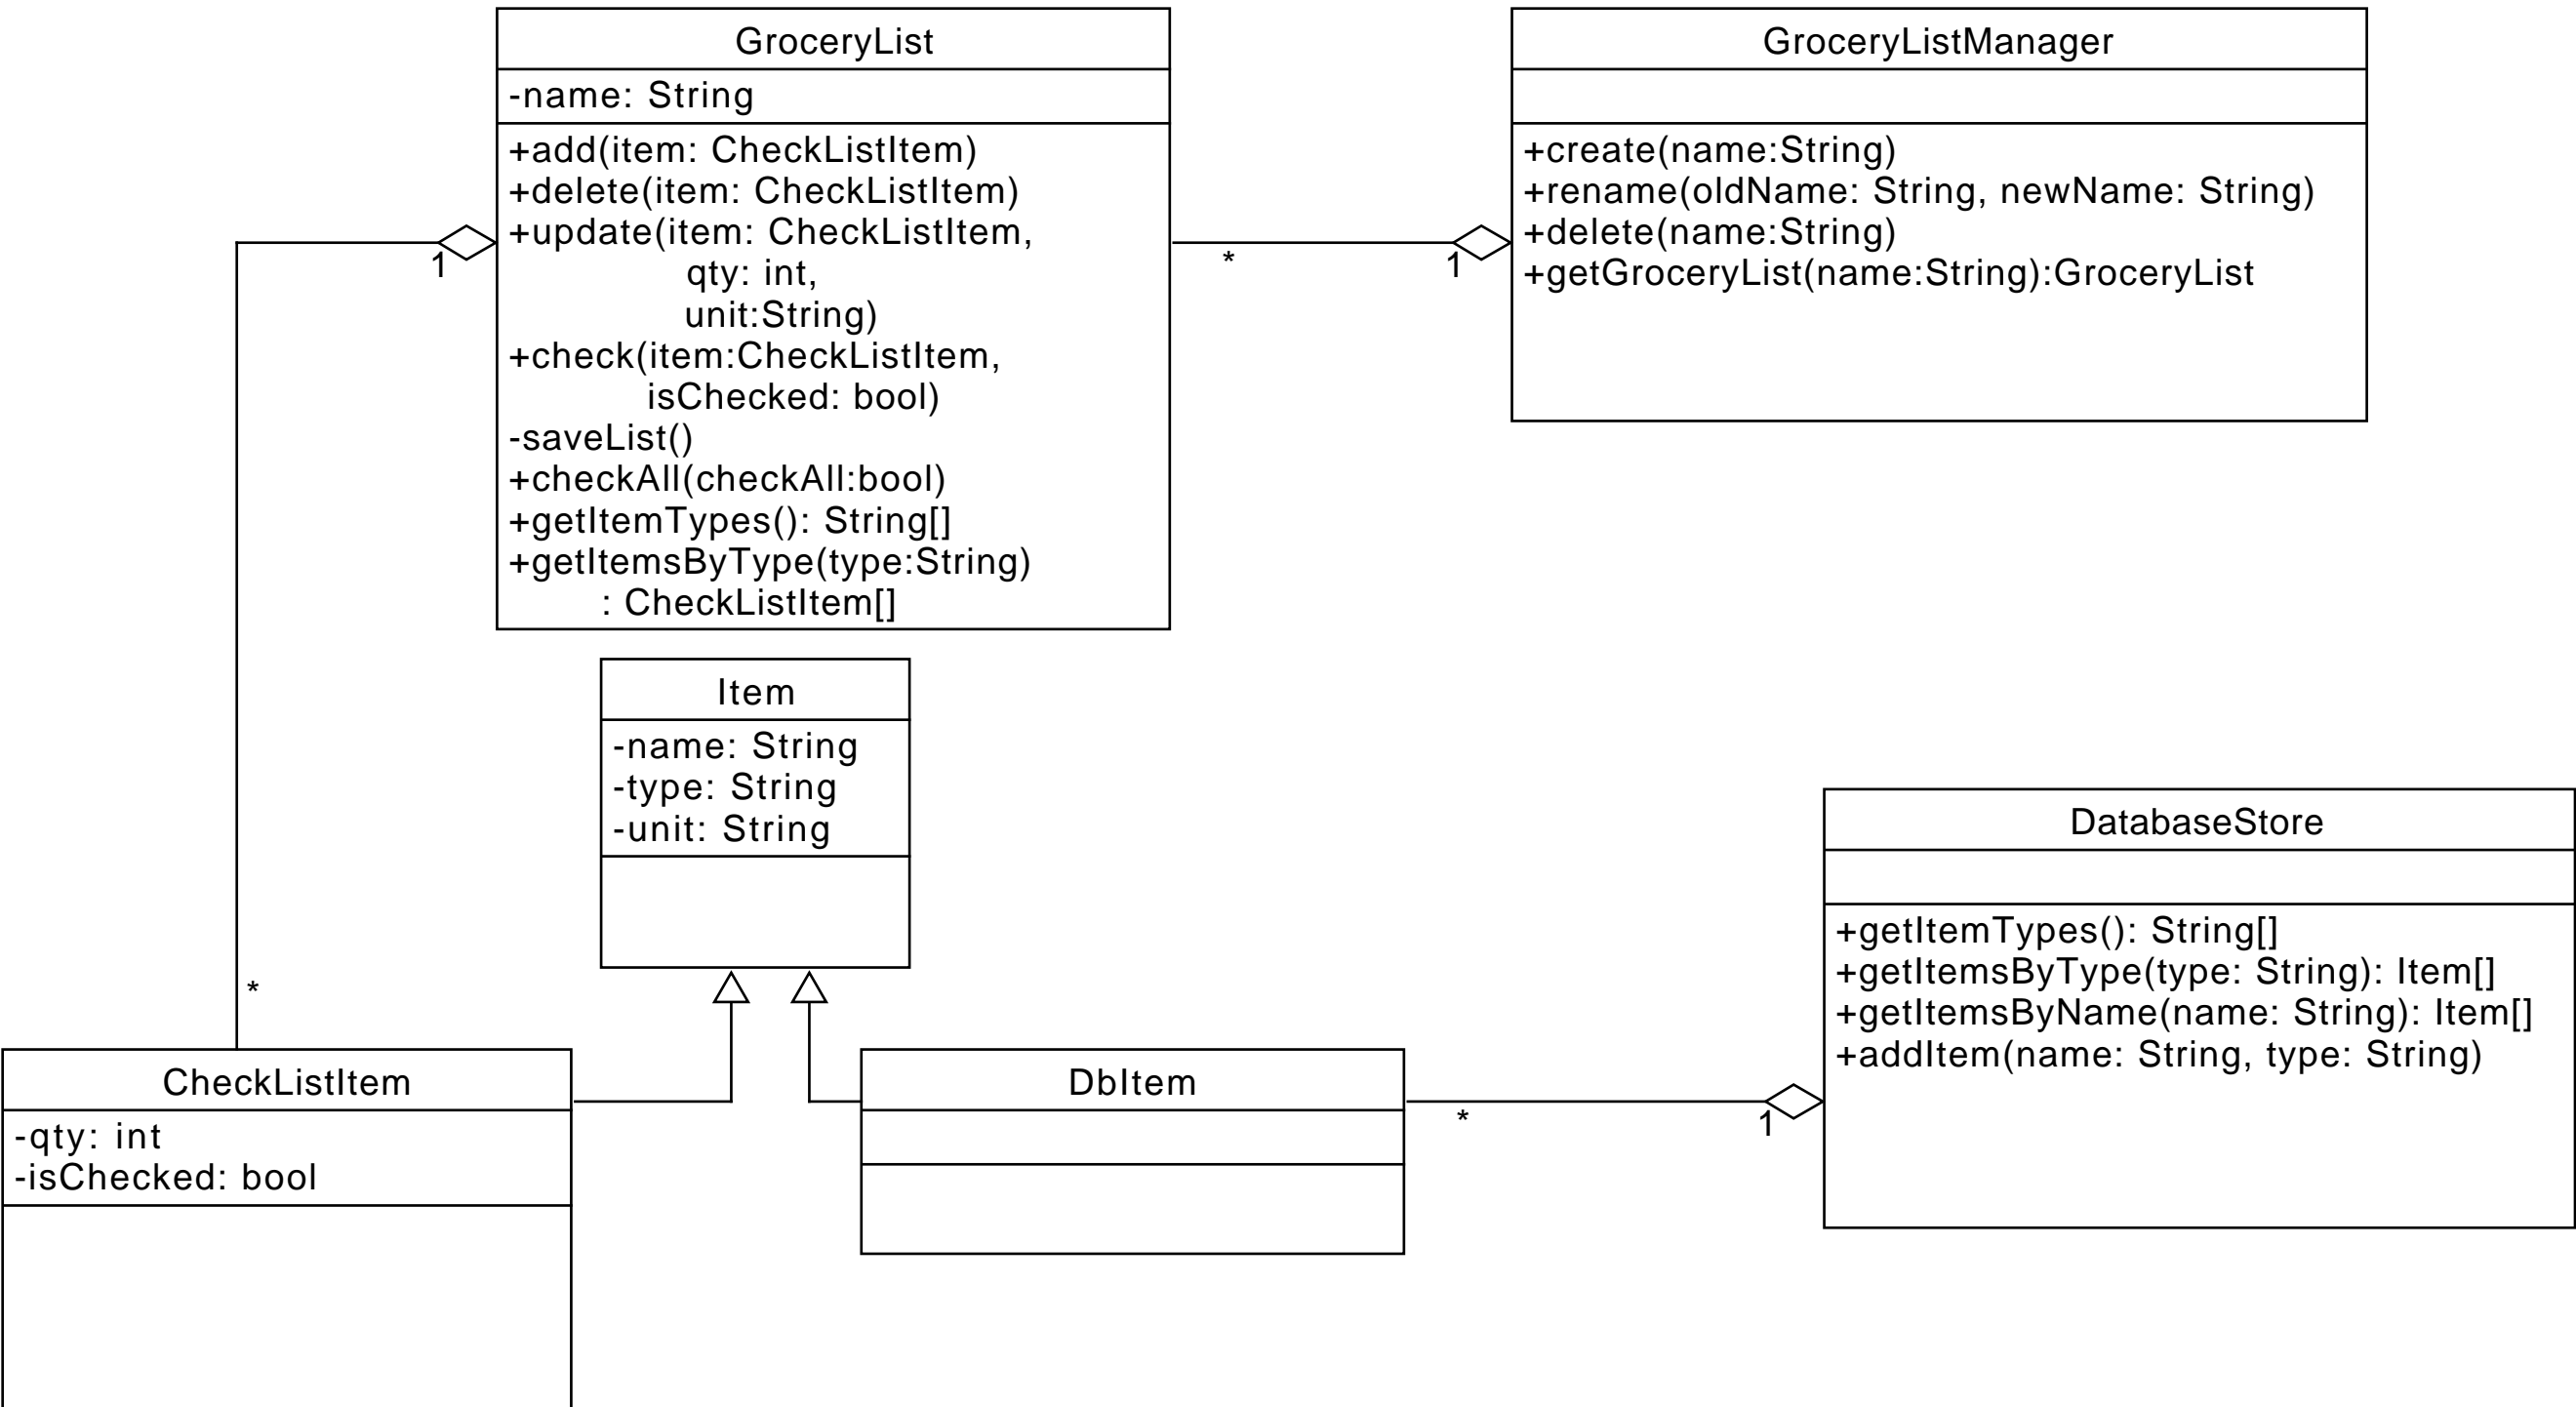 GroceryList
-name: String
+add(item: CheckListItem)
+delete(item: CheckListItem)
+update(item: CheckListItem,
qty: int,
unit:String)
+check(item:CheckListItem,
isChecked: bool)
-saveList()
+checkAll(checkAll:bool)
+getItemTypes(): String[]
+getItemsByType(type:String)
: CheckListItem[]
1
*
1
*
GroceryListManager
+create(name:String)
+rename(oldName: String, newName: String)
+delete(name:String)
+getGroceryList(name:String):GroceryList
Item
-name: String
-type: String
-unit: String
DatabaseStore
+getItemTypes(): String[]
+getItemsByType(type: String): Item[]
+getItemsByName(name: String): Item[]
+addItem(name: String, type: String)
CheckListItem
-qty: int
-isChecked: bool
DbItem
*
1